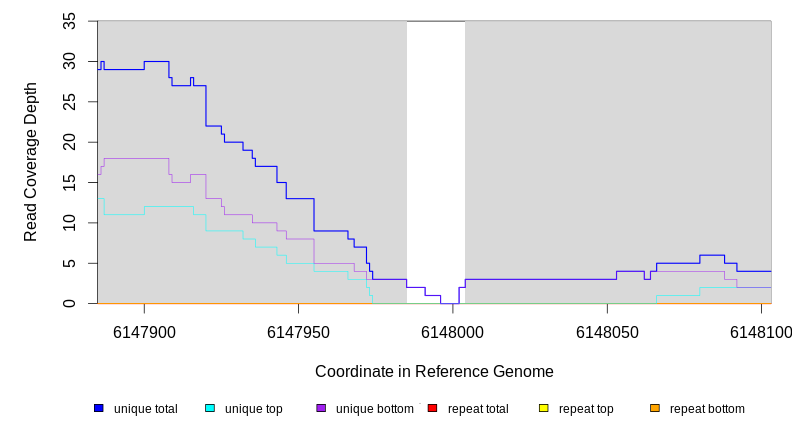 35
30
25
20
15
10
5
0
Read Coverage Depth
6147900 6147950 6148000 6148050 6148100
Coordinate in Reference Genome
unique total unique top unique bottom repeat total repeat top repeat bottom